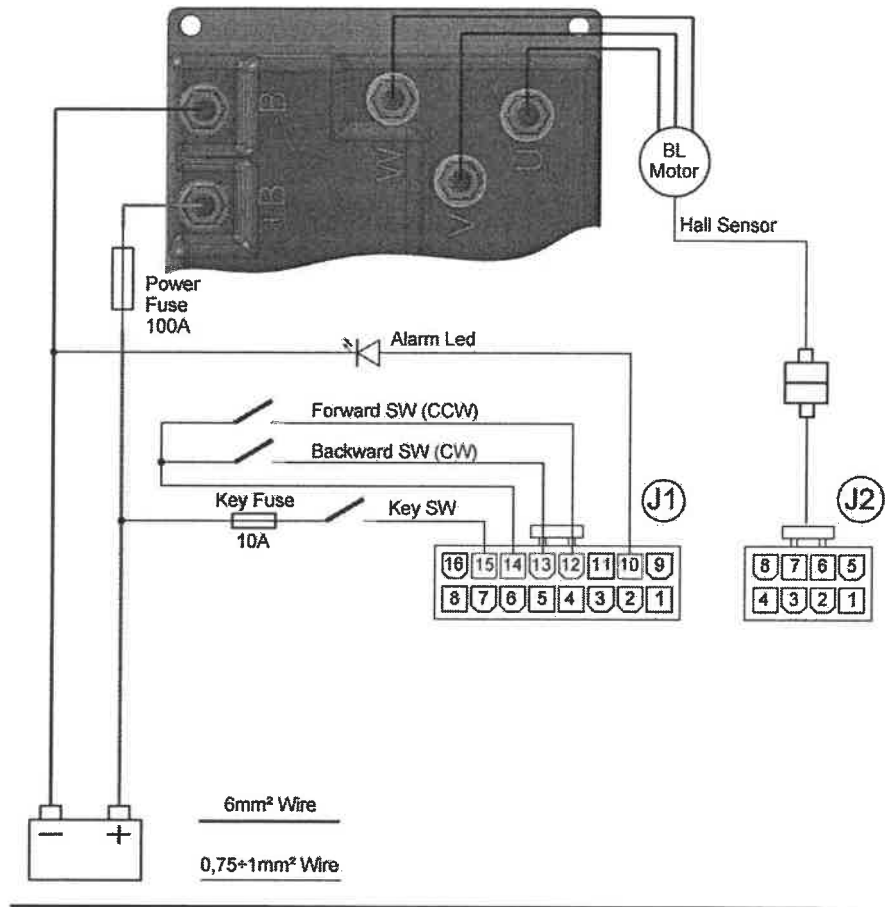 B
W
U
V
+B
BL
Motor
Hall Sensor
Power
Fuse
100A
Alarm Led
Forward SW (CCW)
Backward SW (CW)
Key Fuse
10A
Key SW
J1
J2
16 15 14 13 12 11 10 9
8 7 6 5 4 3 2 1
8 7 6 5
4 3 2 1
− +
6mm² Wire
0,75÷1mm² Wire